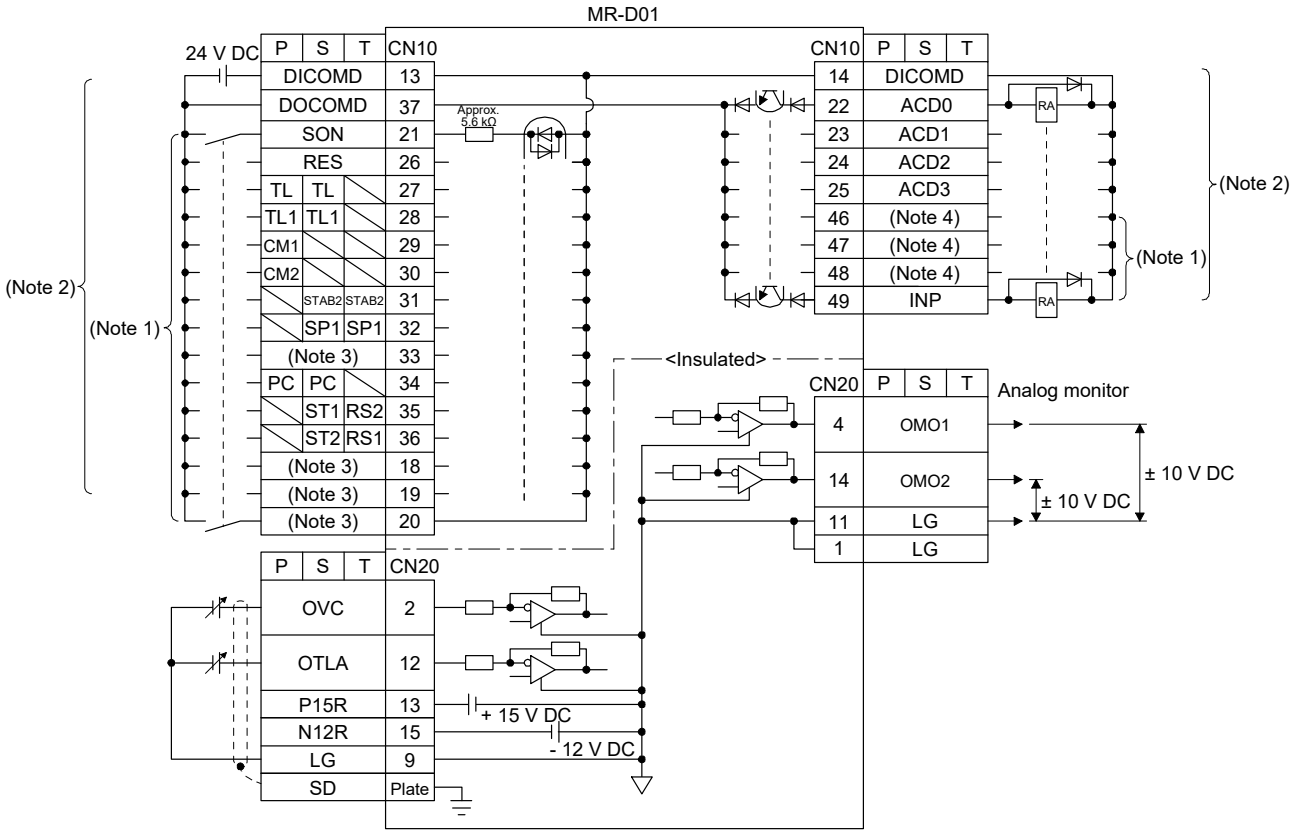 MR-D01
24 V DC
P S T CN10
DICOMD 13
DOCOMD 37
SON 21
RES 26
TL TL 27
TL1 TL1 28
CM1 29
CM2 30
STAB2 STAB2 31
SP1 SP1 32
(Note 3) 33
PC PC 34
ST1 RS2 35
ST2 RS1 36
(Note 3) 18
(Note 3) 19
(Note 3) 20
(Note 2)
(Note 1)
Approx.
5.6 kΩ
CN10 P S T
14 DICOMD
22 ACD0
23 ACD1
24 ACD2
25 ACD3
46 (Note 4)
47 (Note 4)
48 (Note 4)
49 INP
RA
RA
(Note 2)
(Note 1)
<Insulated>
CN20 P S T
Analog monitor
4 OMO1
14 OMO2
11 LG
1 LG
± 10 V DC
± 10 V DC
P S T CN20
OVC 2
OTLA 12
P15R 13
N12R 15
LG 9
SD Plate
+ 15 V DC
- 12 V DC